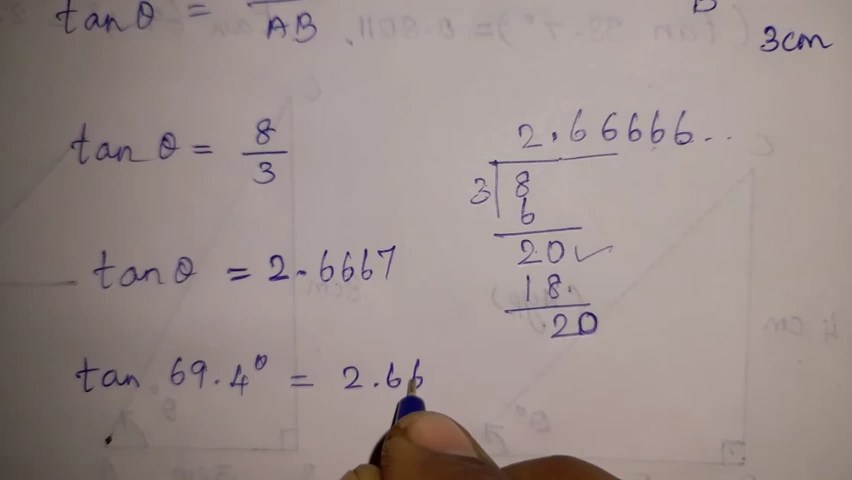 tan θ = AB
B
3cm
tan θ = 8/3
2.66666..
3 8
6
20 ✓
18
20
tan θ = 2.6667
tan 69.4° = 2.66